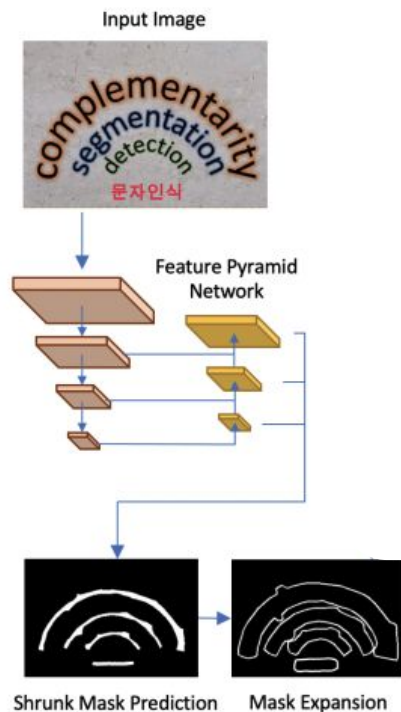 Input Image
complementarity
segmentation
detection
문자인식
Feature Pyramid
Network
Shrunk Mask Prediction
Mask Expansion